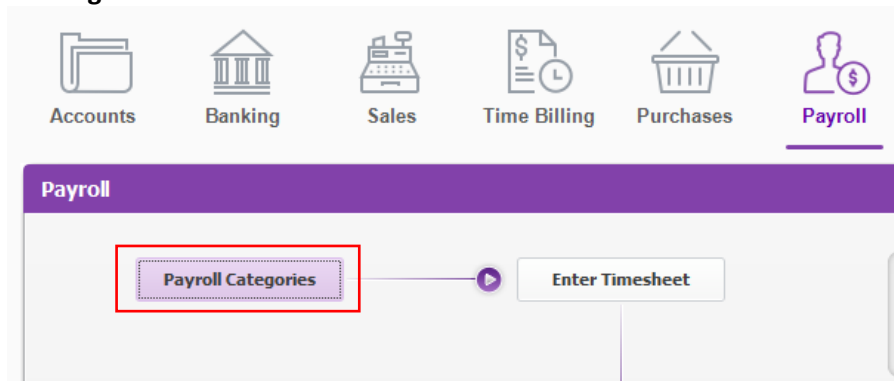 Accounts Banking Sales Time Billing Purchases Payroll
Payroll
Payroll Categories Enter Timesheet